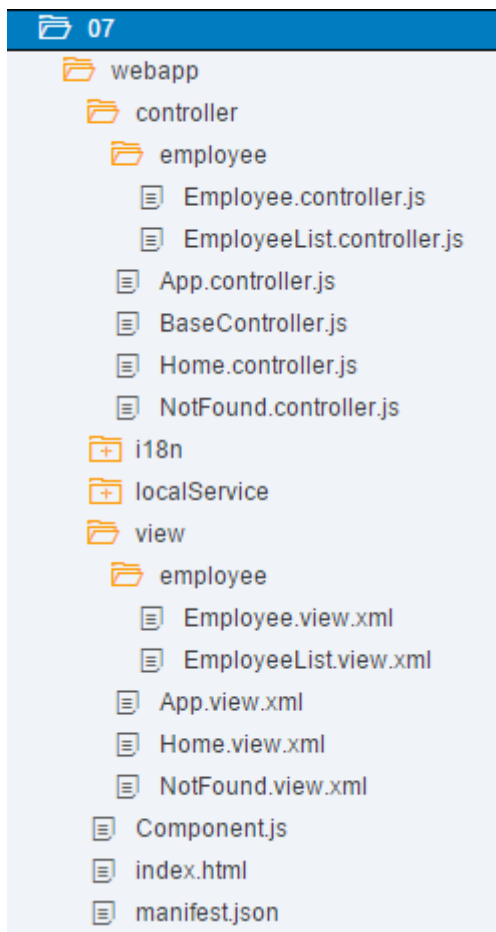 07
webapp
controller
employee
Employee.controller.js
EmployeeList.controller.js
App.controller.js
BaseController.js
Home.controller.js
NotFound.controller.js
i18n
localService
view
employee
Employee.view.xml
EmployeeList.view.xml
App.view.xml
Home.view.xml
NotFound.view.xml
Component.js
index.html
manifest.json